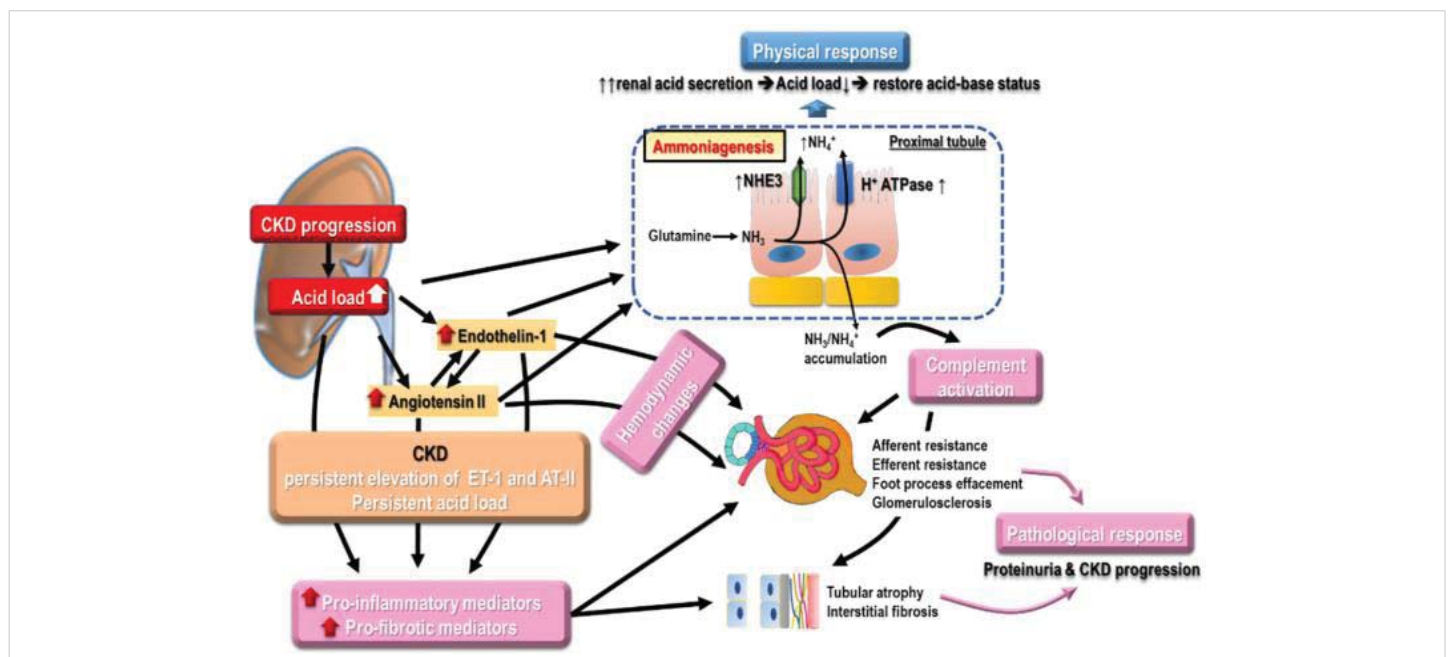 Physical response
↑↑renal acid secretion ➔Acid load↓➔ restore acid-base status
Ammoniagenesis
↑NH₄⁺
Proximal tubule
↑NHE3
H⁺ ATPase ↑
Glutamine
NH₃
NH₃/NH₄⁺
accumulation
CKD progression
Acid load
Endothelin-1
Angiotensin II
Hemodynamic
changes
Complement
activation
CKD
persistent elevation of ET-1 and AT-II
Persistent acid load
Afferent resistance
Efferent resistance
Foot process effacement
Glomerulosclerosis
Pathological response
Proteinuria & CKD progression
Pro-inflammatory mediators
Pro-fibrotic mediators
Tubular atrophy
Interstitial fibrosis